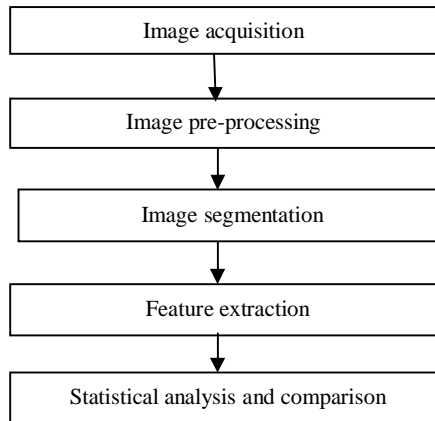 Image acquisition
Image pre-processing
Image segmentation
Feature extraction
Statistical analysis and comparison